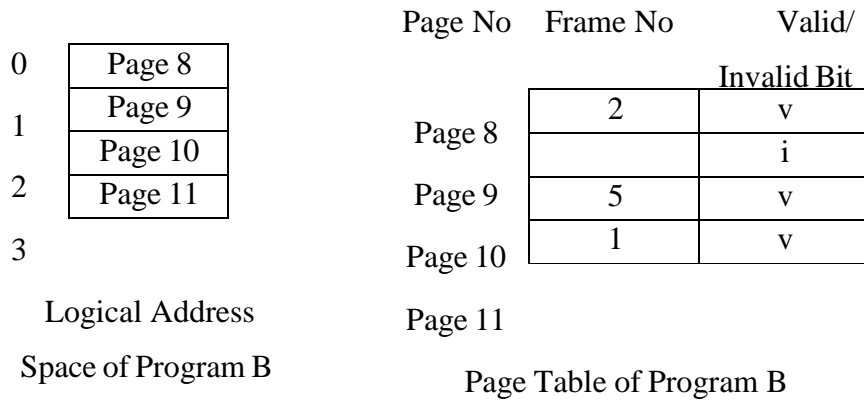 0
1
2
3
Page 8
Page 9
Page 10
Page 11
Logical Address
Space of Program B
Page No Frame No Valid/
Invalid Bit
Page 8
Page 9
Page 10
Page 11
2 v
i
5 v
1 v
Page Table of Program B